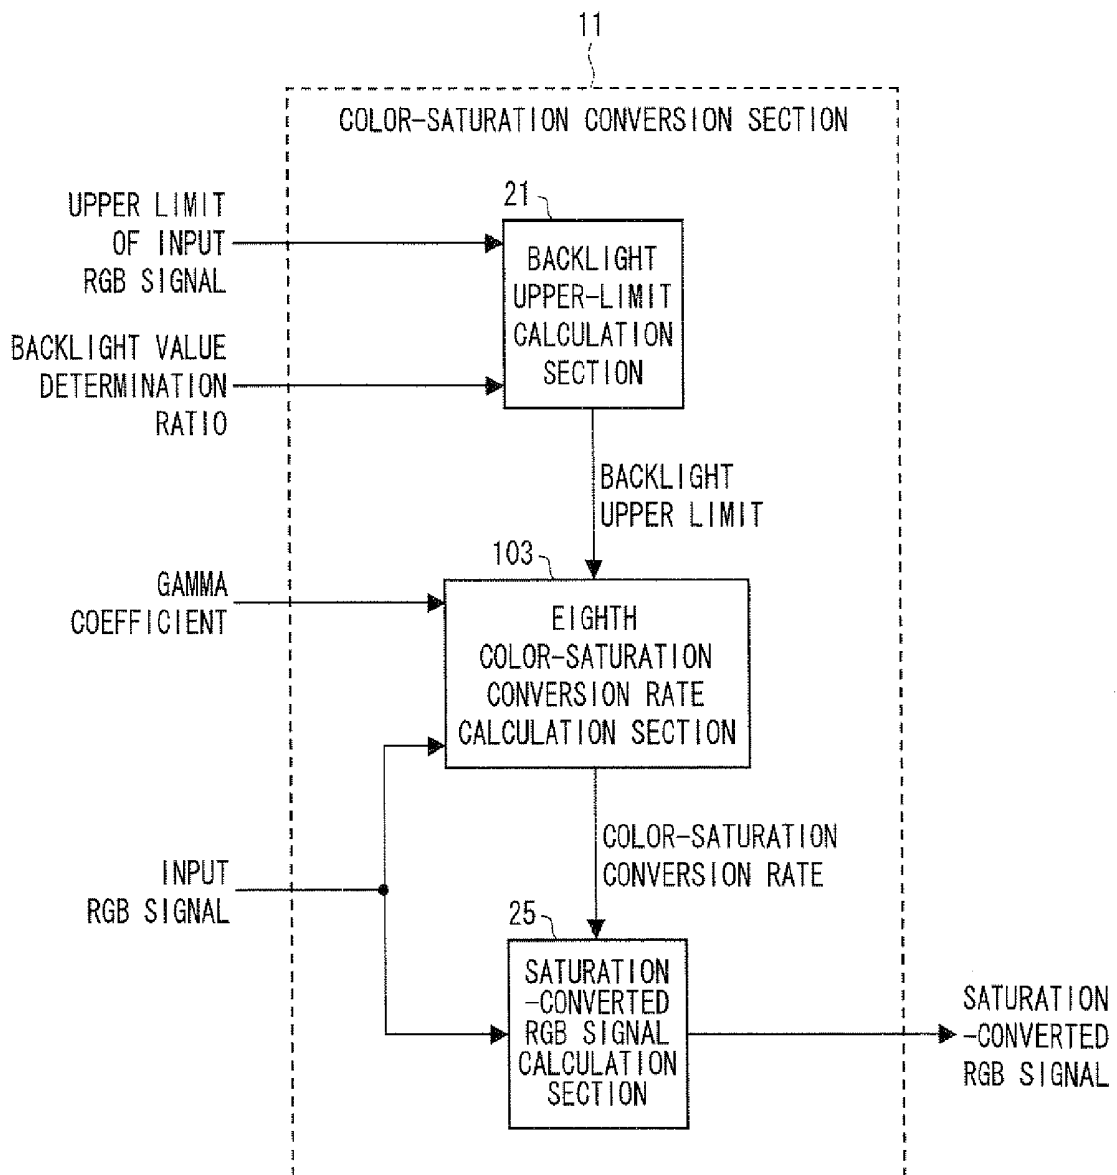 11
COLOR-SATURATION CONVERSION SECTION
UPPER LIMIT
OF INPUT
RGB SIGNAL
21
BACKLIGHT
UPPER-LIMIT
CALCULATION
SECTION
BACKLIGHT VALUE
DETERMINATION
RATIO
BACKLIGHT
UPPER LIMIT
103
GAMMA
COEFFICIENT
EIGHTH
COLOR-SATURATION
CONVERSION RATE
CALCULATION SECTION
COLOR-SATURATION
CONVERSION RATE
INPUT
RGB SIGNAL
25
SATURATION
-CONVERTED
RGB SIGNAL
CALCULATION
SECTION
SATURATION
-CONVERTED
RGB SIGNAL